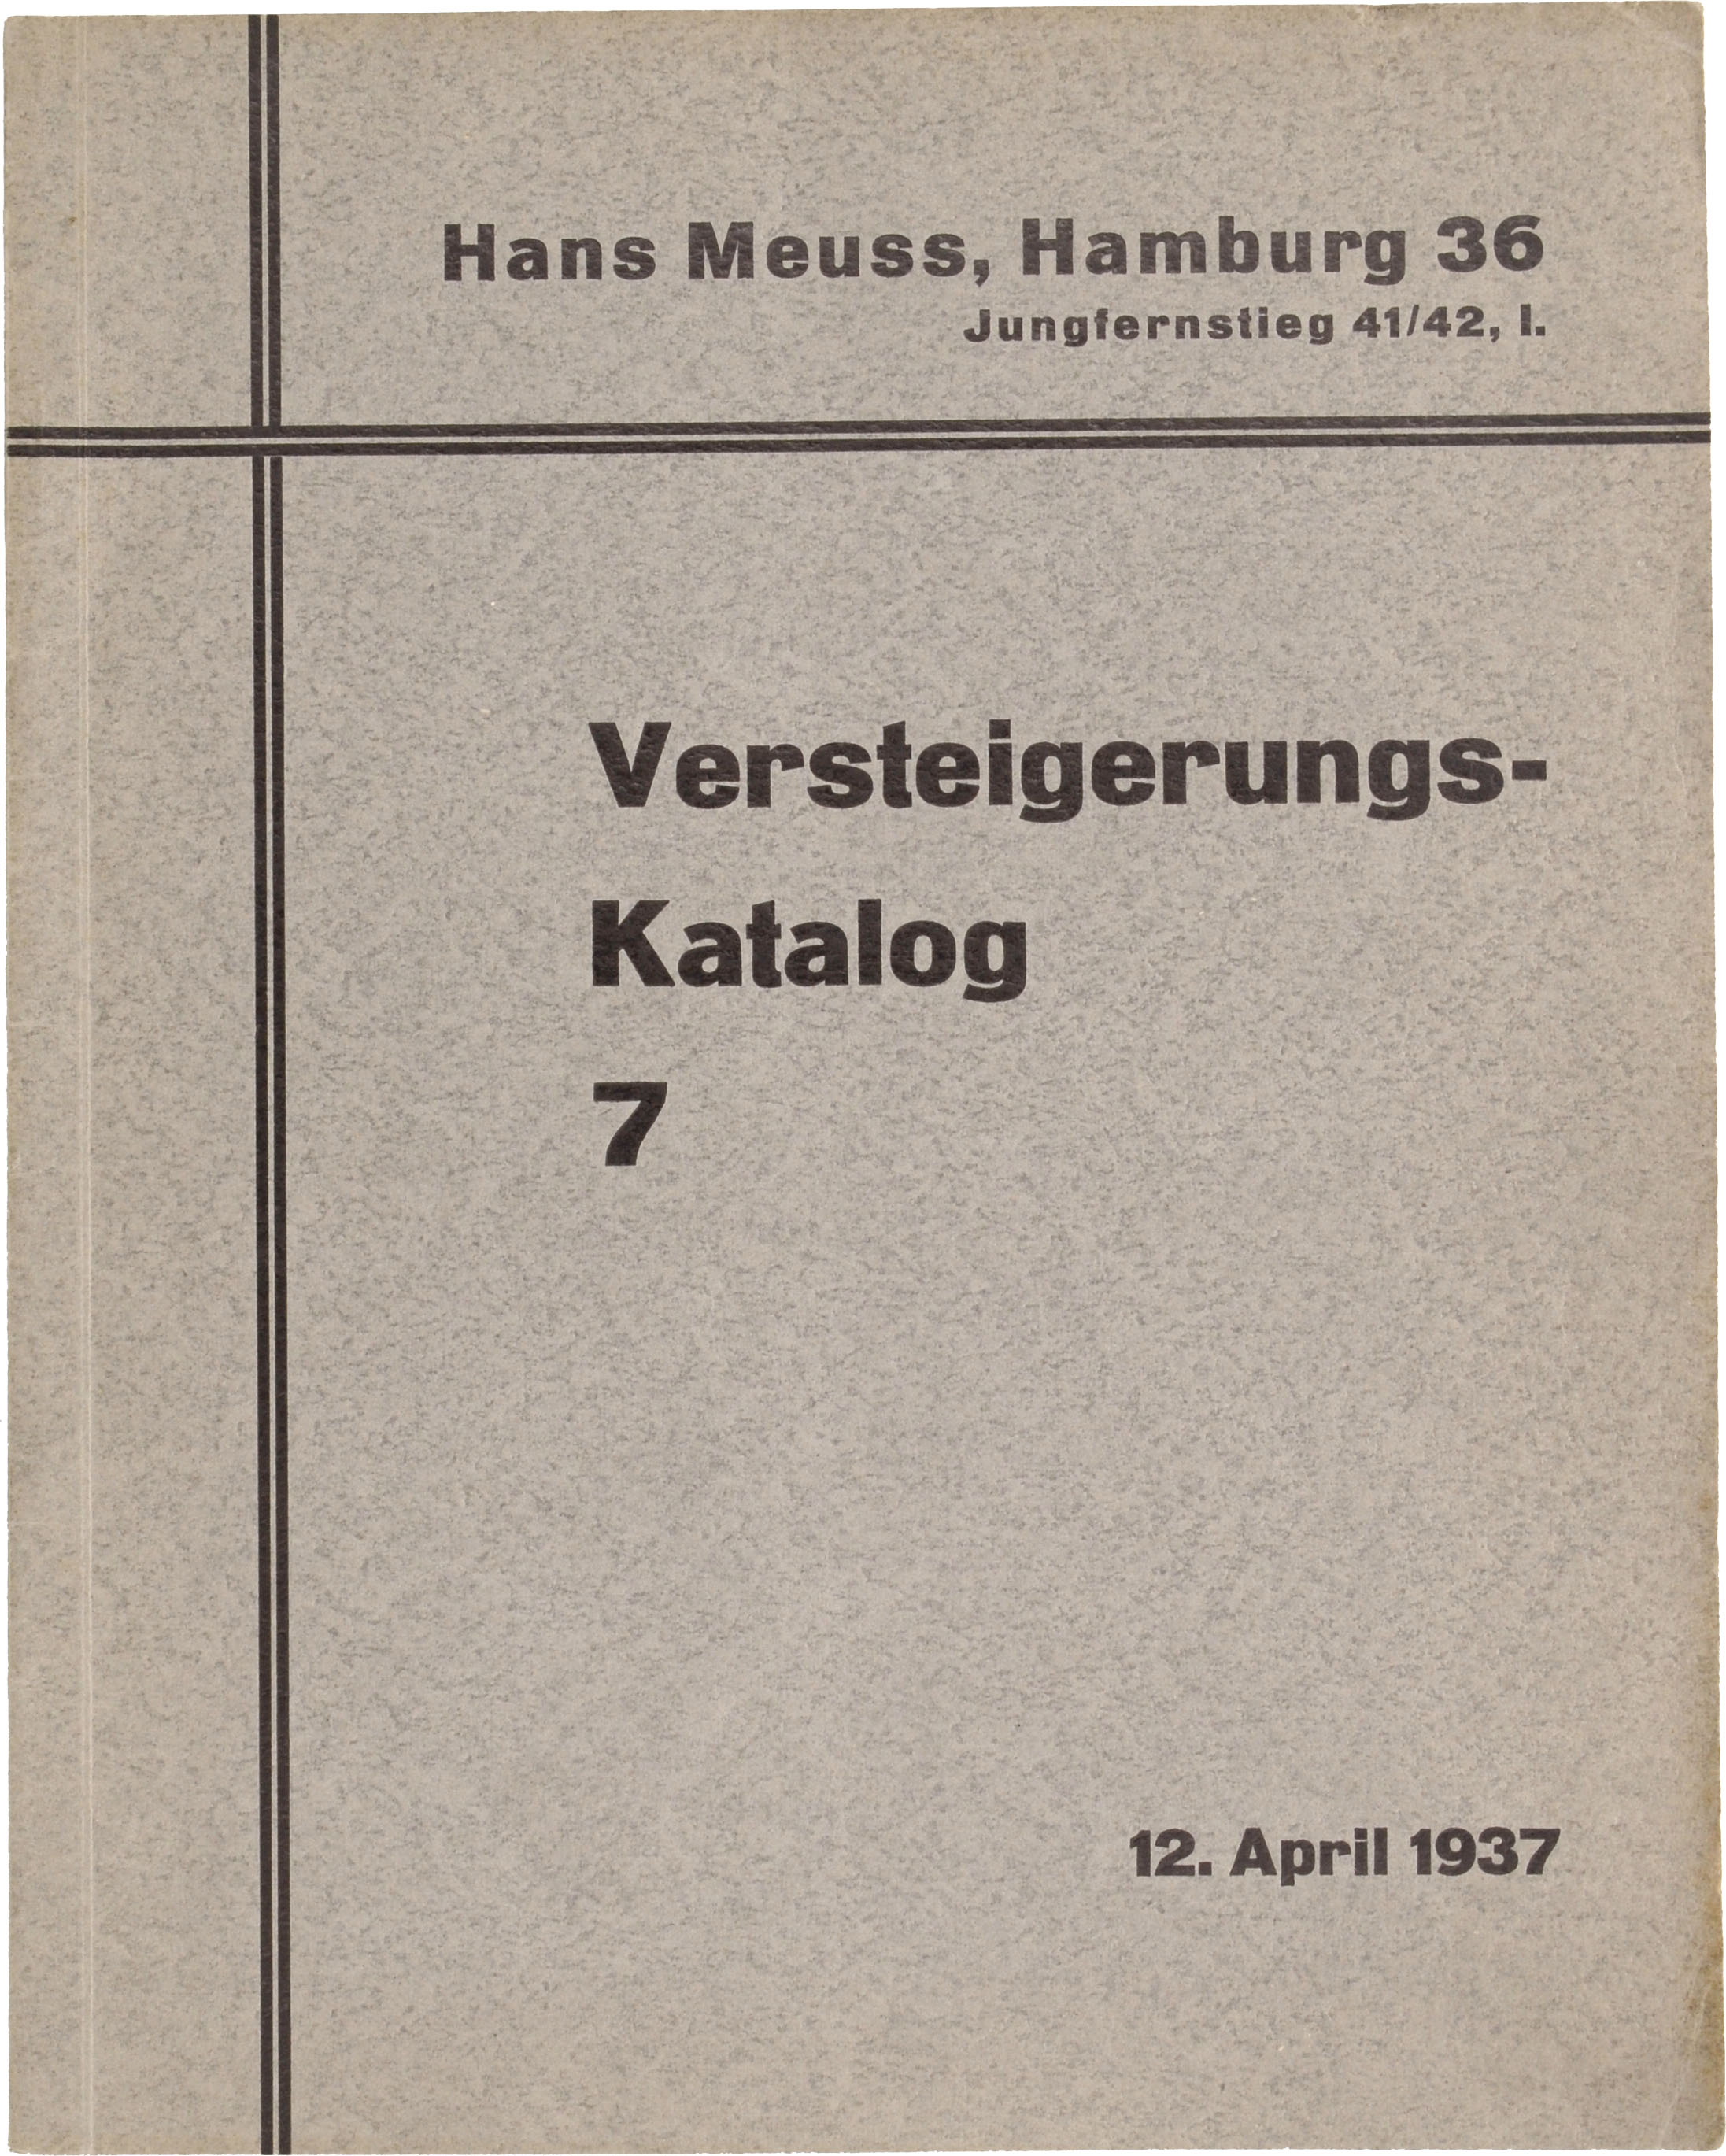 Hans Meuss, Hamburg 36
Jungfernstieg 41/42, I.
Versteigerungs-
Katalog
7
12. April 1937